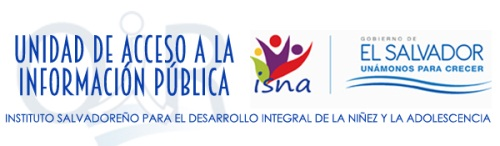 UNIDAD DE ACCESO A LA
INFORMACIÓN PÚBLICA
isna
GOBIERNO DE
EL SALVADOR
UNÁMONOS PARA CRECER
INSTITUTO SALVADOREÑO PARA EL DESARROLLO INTEGRAL DE LA NIÑEZ Y LA ADOLESCENCIA